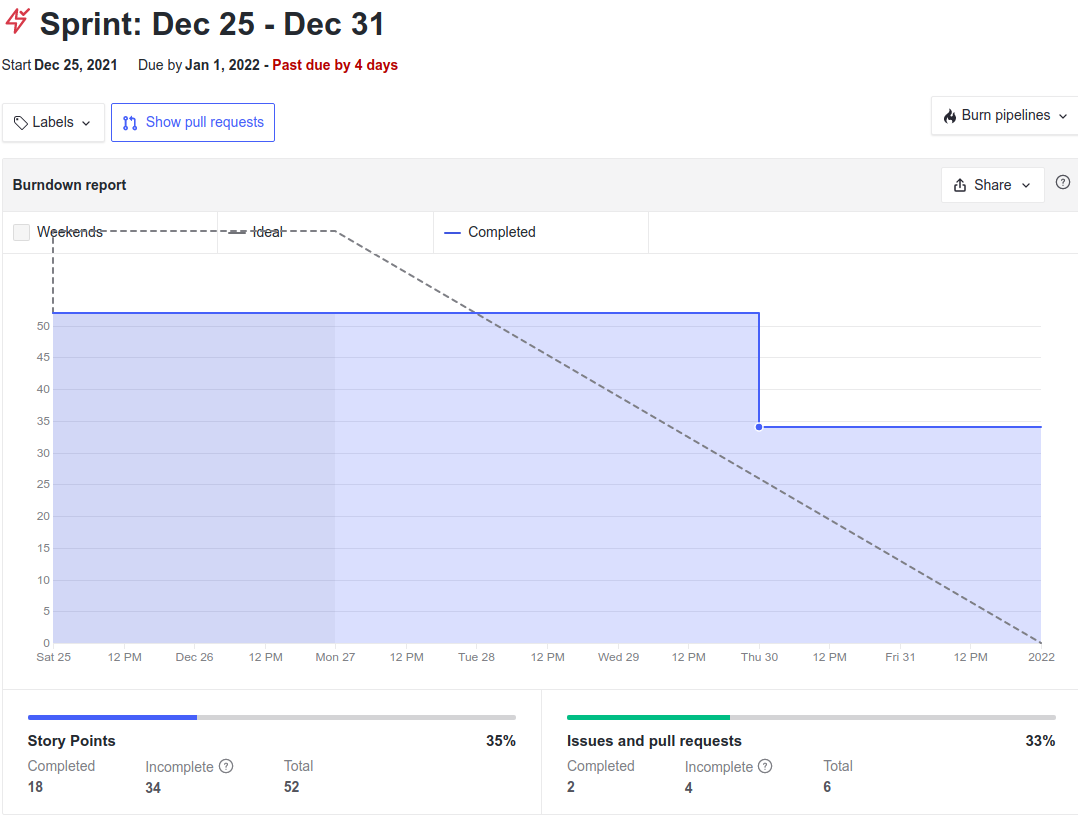 Sprint: Dec 25 - Dec 31
Start Dec 25, 2021 Due by Jan 1, 2022 - Past due by 4 days
Labels Show pull requests Burn pipelines
Burndown report Share ?
Weekends Ideal Completed
50
45
40
35
30
25
20
15
10
5
0
Sat 25 12 PM Dec 26 12 PM Mon 27 12 PM Tue 28 12 PM Wed 29 12 PM Thu 30 12 PM Fri 31 12 PM 2022
Story Points 35%
Completed Incomplete ? Total
18 34 52
Issues and pull requests 33%
Completed Incomplete ? Total
2 4 6